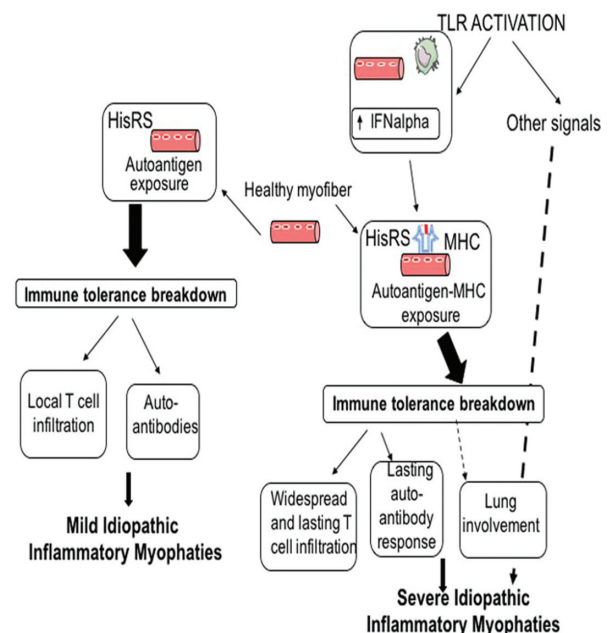 TLR ACTIVATION
↑ IFNalpha
Other signals
HisRS
Autoantigen
exposure
Healthy myofiber
HisRS MHC
Autoantigen-MHC
exposure
Immune tolerance breakdown
Local T cell
infiltration
Auto-
antibodies
Mild Idiopathic
Inflammatory Myophaties
Immune tolerance breakdown
Widespread
and lasting T
cell infiltration
Lasting
auto-
antibody
response
Lung
involvement
Severe Idiopathic
Inflammatory Myophaties